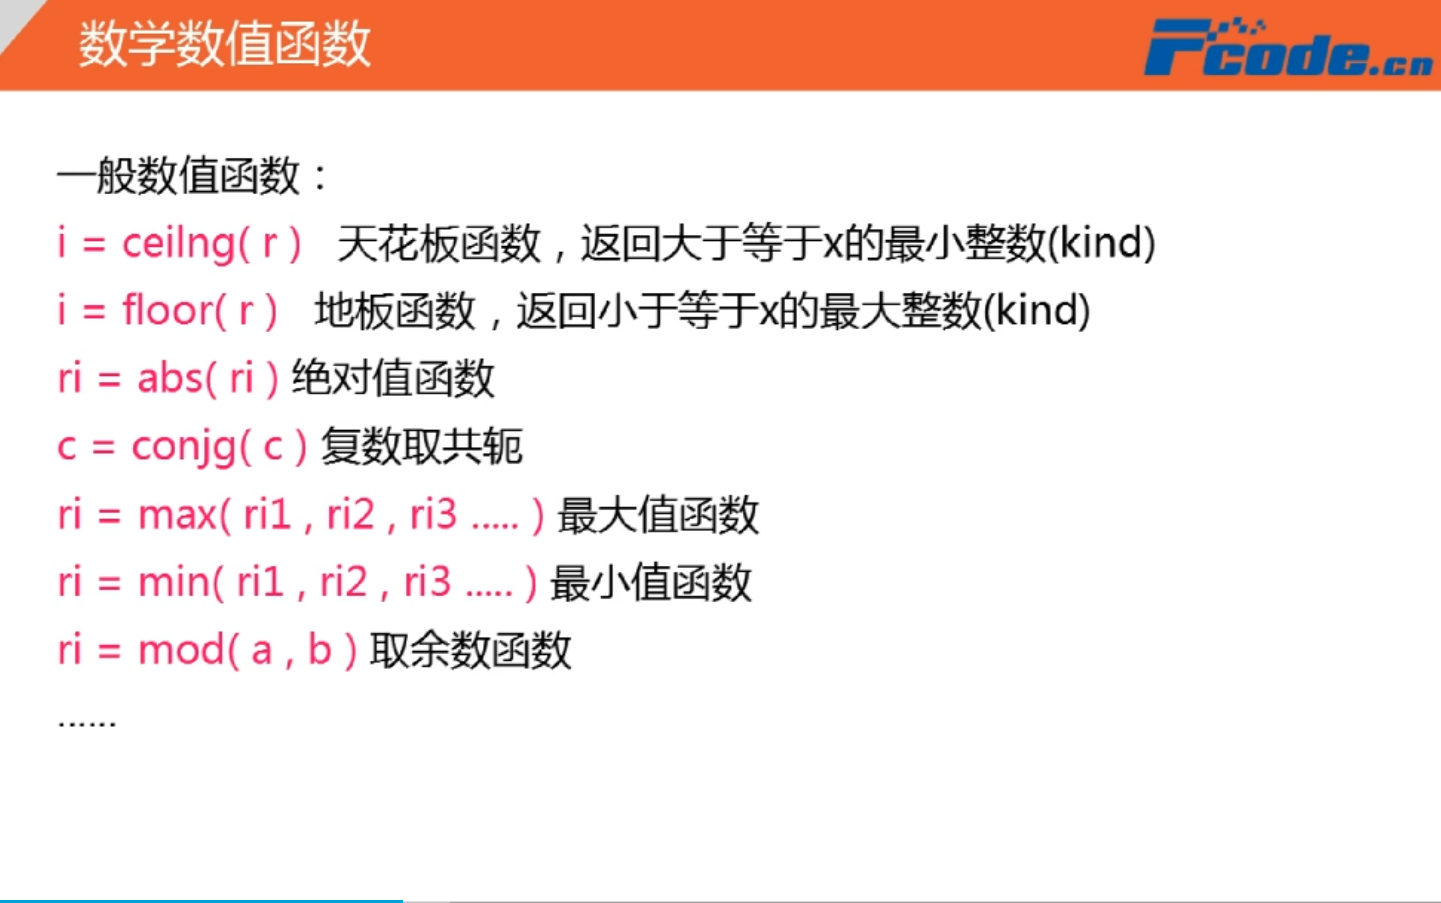 数学数值函数
Fcode.cn
一般数值函数：
i = ceilng( r ) 天花板函数，返回大于等于x的最小整数(kind)
i = floor( r ) 地板函数，返回小于等于x的最大整数(kind)
ri = abs( ri ) 绝对值函数
c = conjg( c ) 复数取共轭
ri = max( ri1 , ri2 , ri3 ..... ) 最大值函数
ri = min( ri1 , ri2 , ri3 ..... ) 最小值函数
ri = mod( a , b ) 取余数函数
......